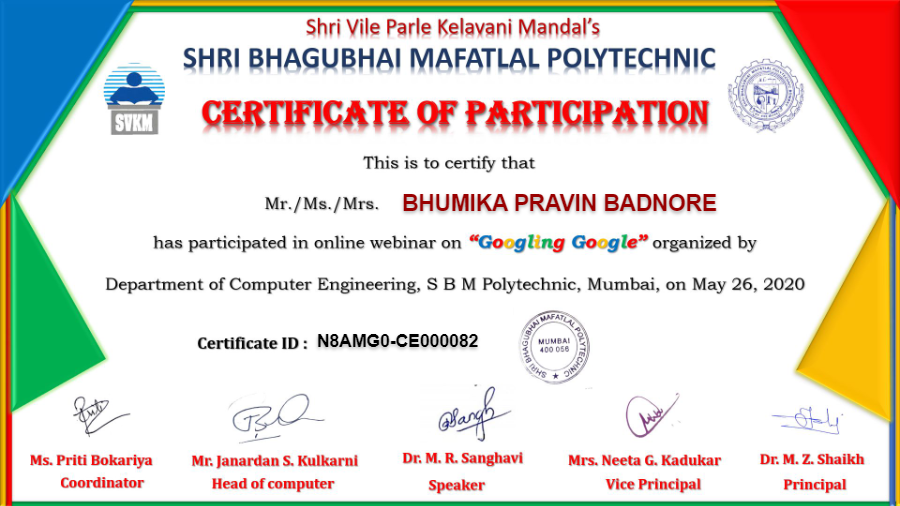 Shri Vile Parle Kelavani Mandal's
SHRI BHAGUBHAI MAFATLAL POLYTECHNIC
SVKM
CERTIFICATE OF PARTICIPATION
This is to certify that
Mr./Ms./Mrs. BHUMIKA PRAVIN BADNORE
has participated in online webinar on “Googling Google” organized by
Department of Computer Engineering, S B M Polytechnic, Mumbai, on May 26, 2020
Certificate ID : N8AMG0-CE000082
SHRI BHAGUBHAI MAFATLAL POLYTECHNIC
MUMBAI
400 056
Ms. Priti Bokariya
Coordinator
Mr. Janardan S. Kulkarni
Head of computer
Dr. M. R. Sanghavi
Speaker
Mrs. Neeta G. Kadukar
Vice Principal
Dr. M. Z. Shaikh
Principal